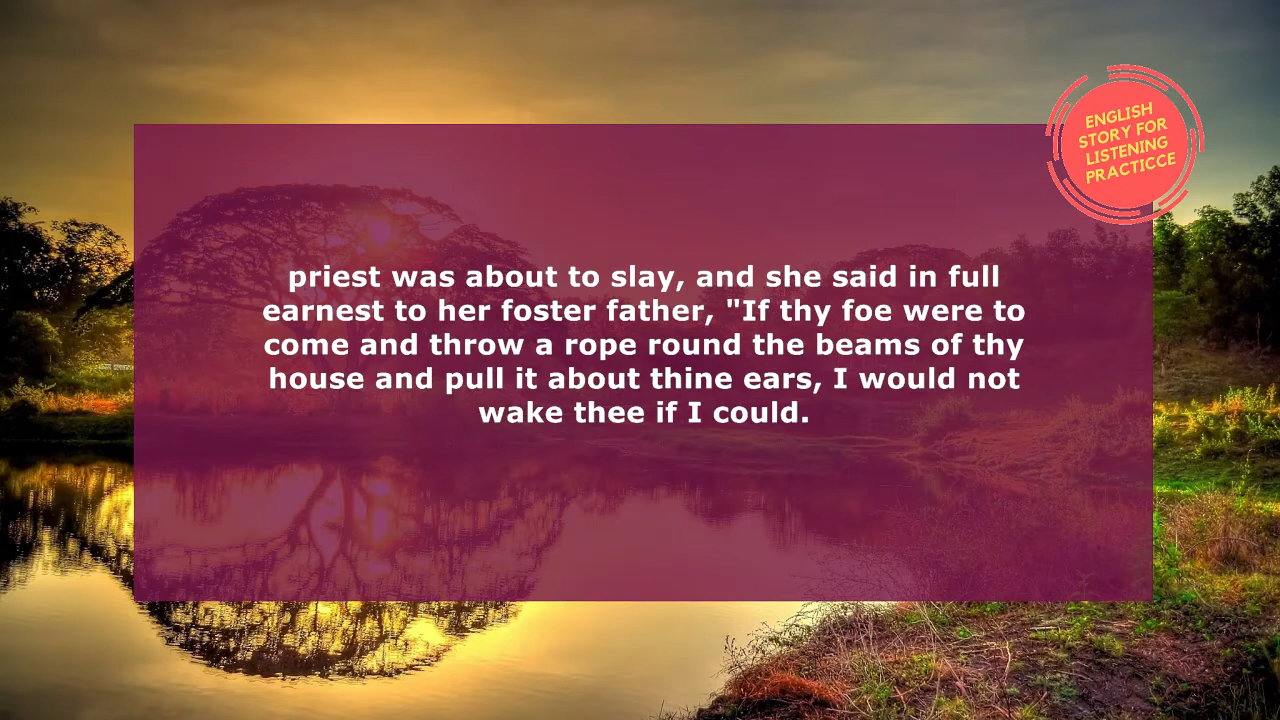 ENGLISH
STORY FOR
LISTENING
PRACTICCE
priest was about to slay, and she said in full
earnest to her foster father, "If thy foe were to
come and throw a rope round the beams of thy
house and pull it about thine ears, I would not
wake thee if I could.